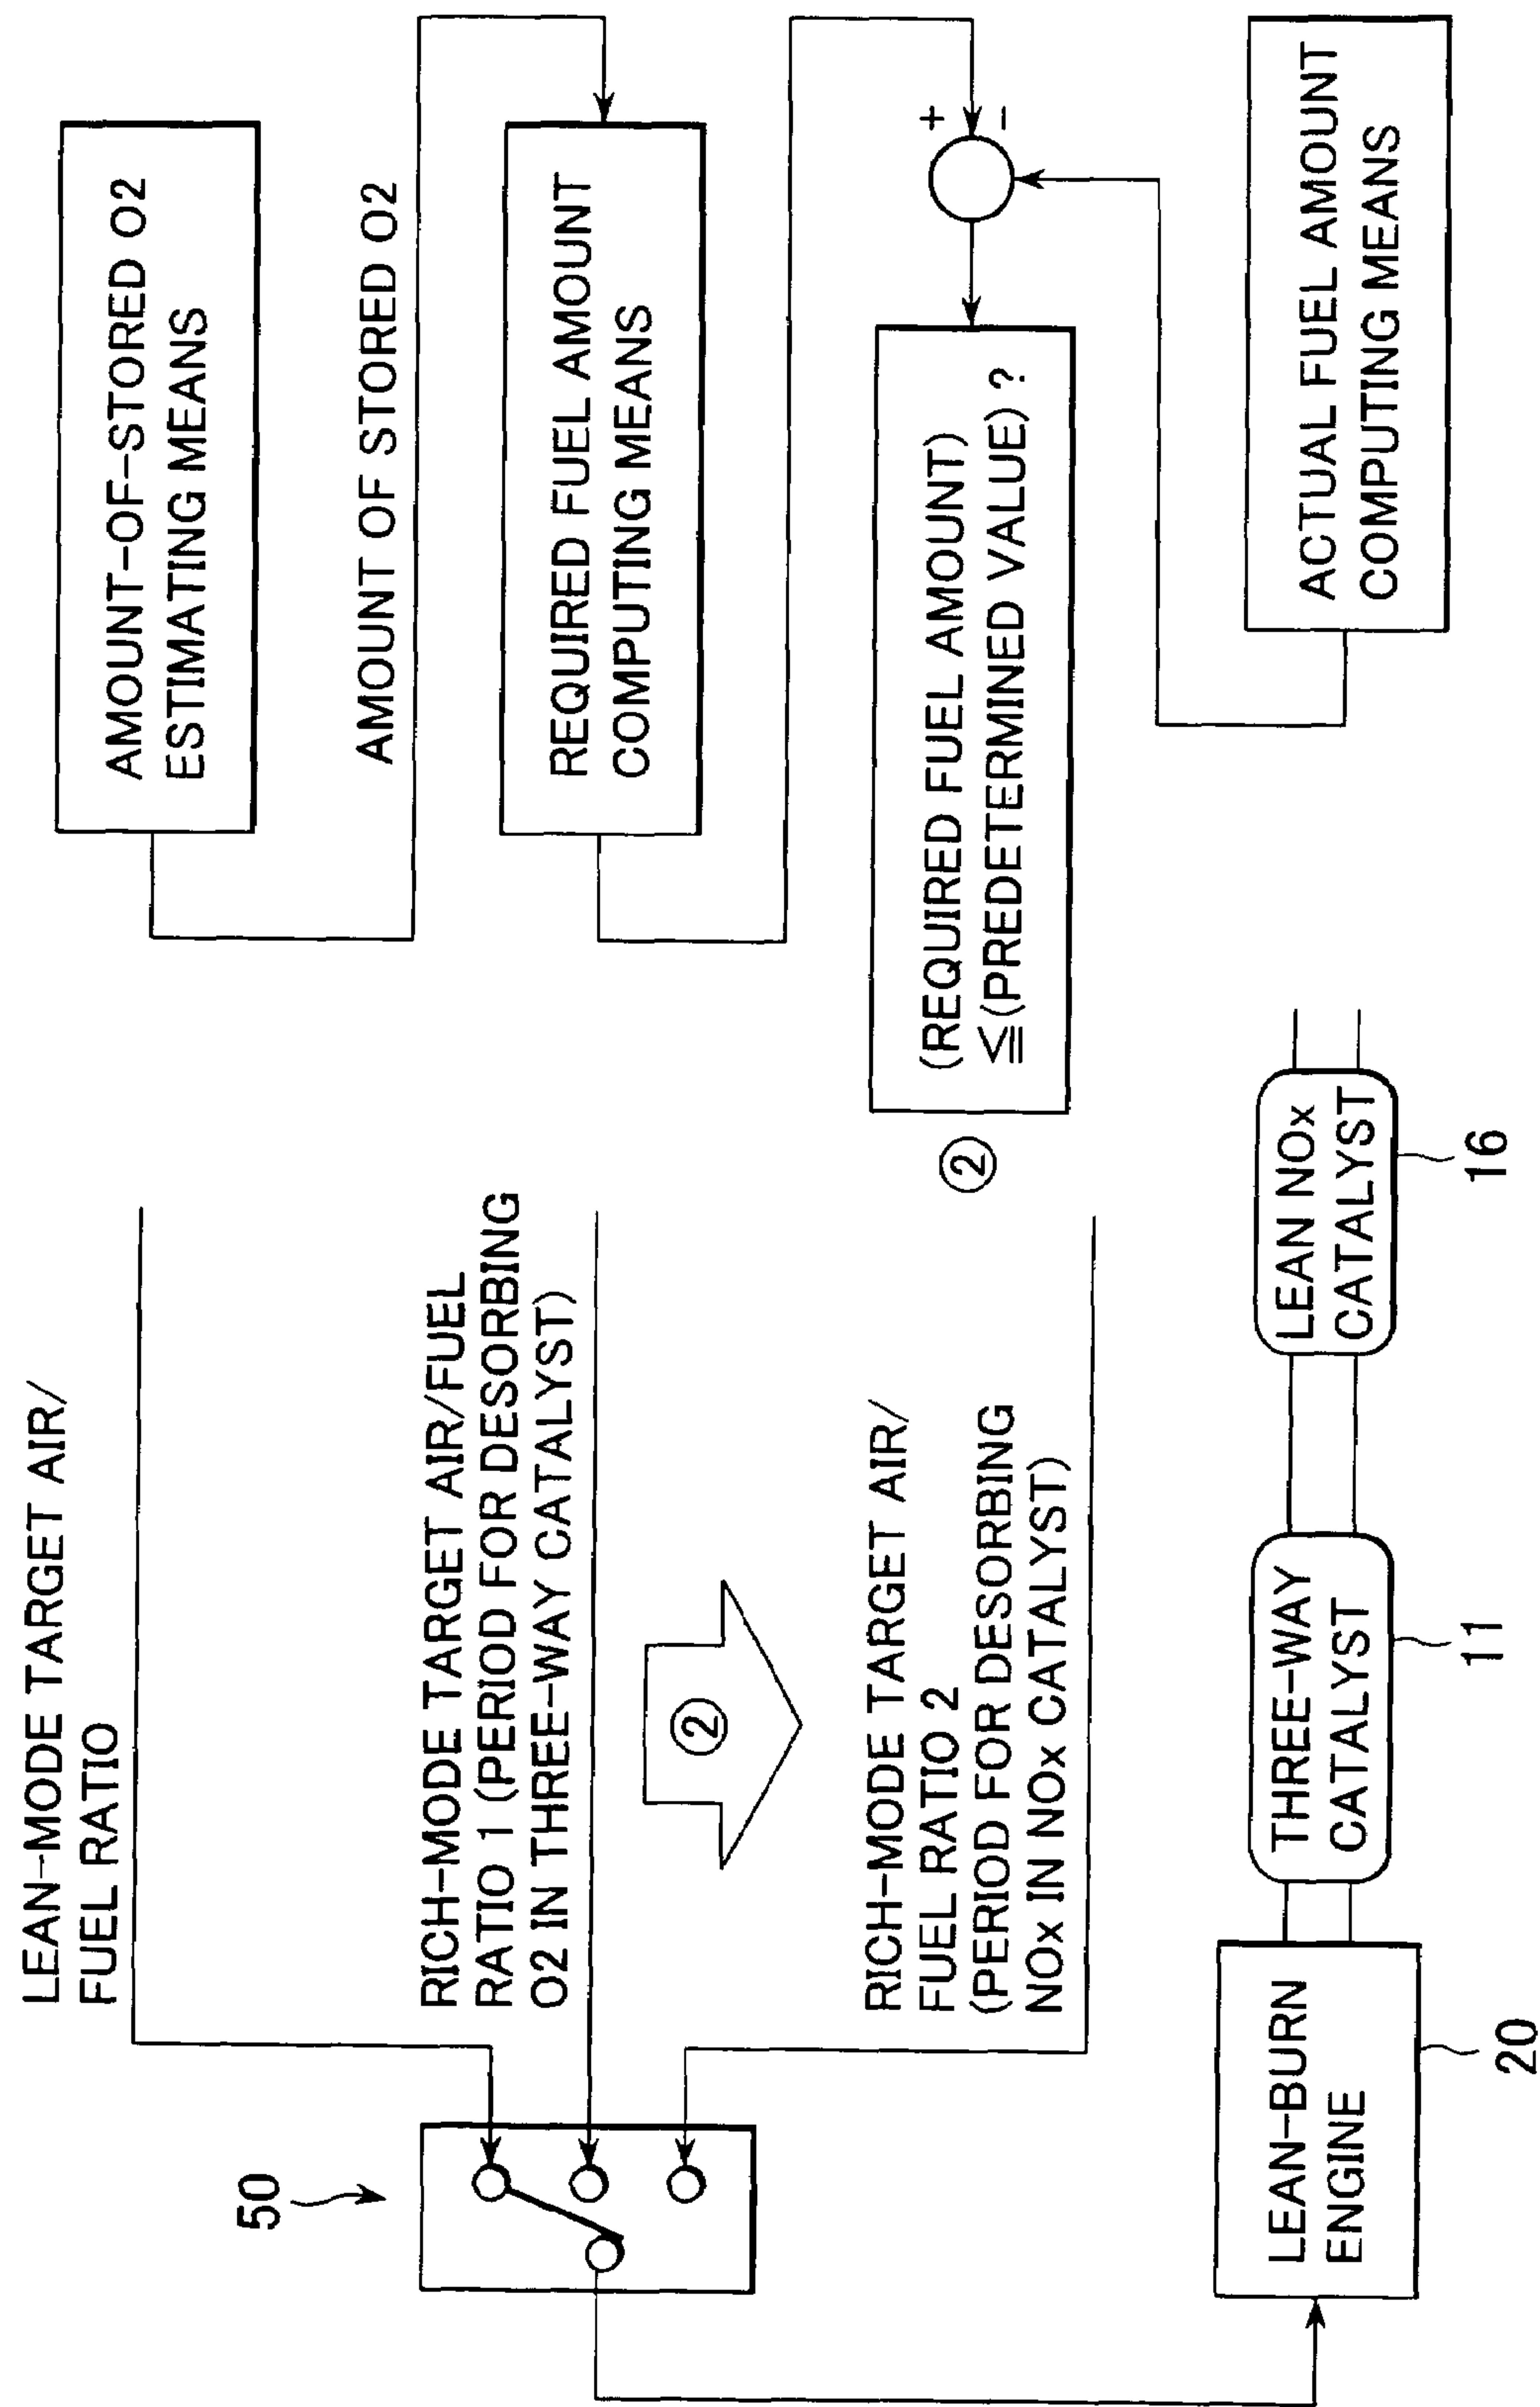 LEAN-MODE TARGET AIR/
FUEL RATIO
50
RICH-MODE TARGET AIR/FUEL
RATIO 1 (PERIOD FOR DESORBING
O2 IN THREE-WAY CATALYST)
②
RICH-MODE TARGET AIR/
FUEL RATIO 2
(PERIOD FOR DESORBING
NOx IN NOx CATALYST)
AMOUNT-OF-STORED O2
ESTIMATING MEANS
AMOUNT OF STORED O2
REQUIRED FUEL AMOUNT
COMPUTING MEANS
+
−
②
(REQUIRED FUEL AMOUNT)
≦(PREDETERMINED VALUE) ?
ACTUAL FUEL AMOUNT
COMPUTING MEANS
LEAN-BURN
ENGINE
20
THREE-WAY
CATALYST
11
LEAN NOx
CATALYST
16